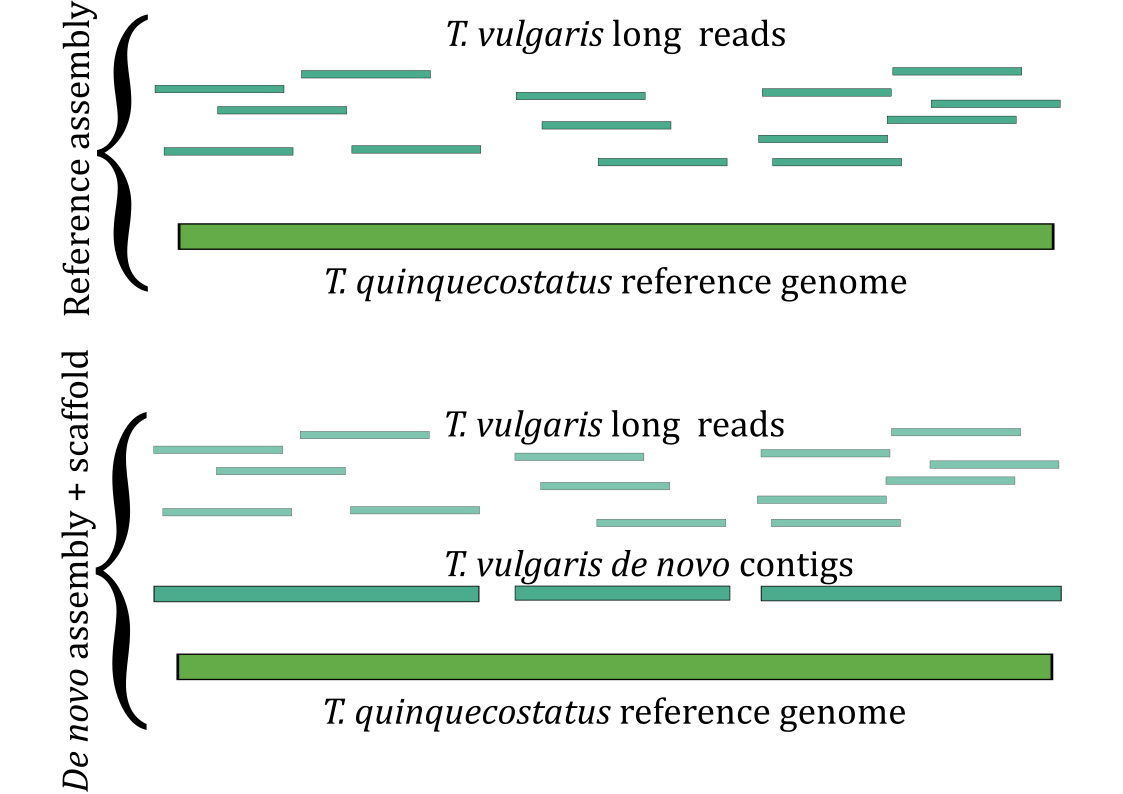 Reference assembly
T. vulgaris long reads
T. quinquecostatus reference genome
De novo assembly + scaffold
T. vulgaris long reads
T. vulgaris de novo contigs
T. quinquecostatus reference genome